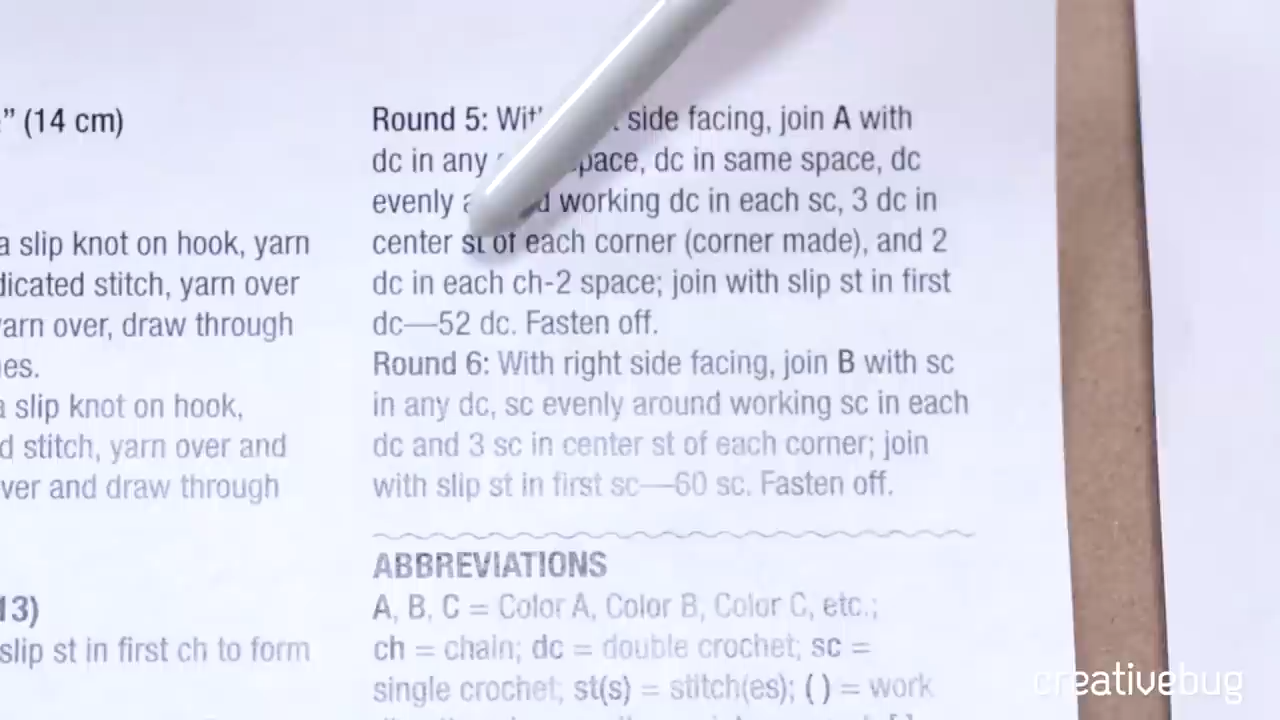 ” (14 cm)
a slip knot on hook, yarn
dicated stitch, yarn over
yarn over, draw through
es.
a slip knot on hook,
d stitch, yarn over and
ver and draw through
13)
slip st in first ch to form
Round 5: side facing, join A with
dc in any space, dc in same space, dc
evenly working dc in each sc, 3 dc in
center st of each corner (corner made), and 2
dc in each ch-2 space; join with slip st in first
dc—52 dc. Fasten off.
Round 6: With right side facing, join B with sc
in any dc, sc evenly around working sc in each
dc and 3 sc in center st of each corner; join
with slip st in first sc—60 sc. Fasten off.
ABBREVIATIONS
A, B, C = Color A, Color B, Color C, etc.;
ch = chain; dc = double crochet; sc =
single crochet; st(s) = stitch(es); ( ) = work
creativebug